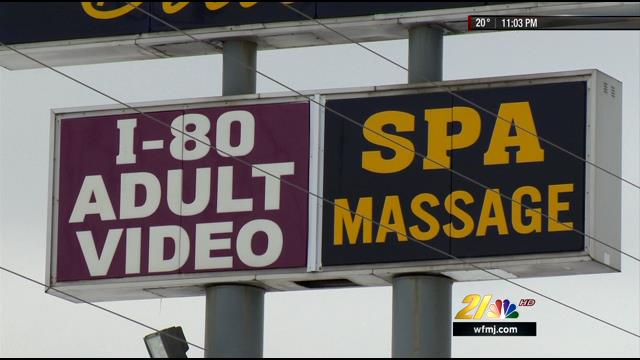 20° 11:03 PM
I-80
ADULT
VIDEO
SPA
MASSAGE
21 HD
wfmj.com